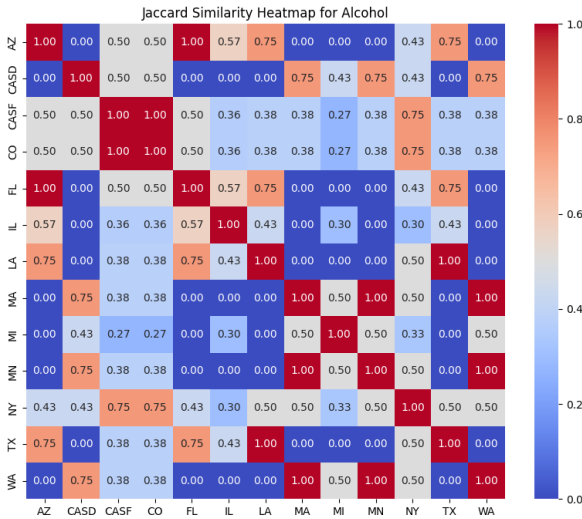 Jaccard Similarity Heatmap for Alcohol
AZ 1.00 0.00 0.50 0.50 1.00 0.57 0.75 0.00 0.00 0.00 0.43 0.75 0.00
CASD 0.00 1.00 0.50 0.50 0.00 0.00 0.00 0.75 0.43 0.75 0.43 0.00 0.75
CASF 0.50 0.50 1.00 1.00 0.50 0.36 0.38 0.38 0.27 0.38 0.75 0.38 0.38
CO 0.50 0.50 1.00 1.00 0.50 0.36 0.38 0.38 0.27 0.38 0.75 0.38 0.38
FL 1.00 0.00 0.50 0.50 1.00 0.57 0.75 0.00 0.00 0.00 0.43 0.75 0.00
IL 0.57 0.00 0.36 0.36 0.57 1.00 0.43 0.00 0.30 0.00 0.30 0.43 0.00
LA 0.75 0.00 0.38 0.38 0.75 0.43 1.00 0.00 0.00 0.00 0.50 1.00 0.00
MA 0.00 0.75 0.38 0.38 0.00 0.00 0.00 1.00 0.50 1.00 0.50 0.00 1.00
MI 0.00 0.43 0.27 0.27 0.00 0.30 0.00 0.50 1.00 0.50 0.33 0.00 0.50
MN 0.00 0.75 0.38 0.38 0.00 0.00 0.00 1.00 0.50 1.00 0.50 0.00 1.00
NY 0.43 0.43 0.75 0.75 0.43 0.30 0.50 0.50 0.33 0.50 1.00 0.50 0.50
TX 0.75 0.00 0.38 0.38 0.75 0.43 1.00 0.00 0.00 0.00 0.50 1.00 0.00
WA 0.00 0.75 0.38 0.38 0.00 0.00 0.00 1.00 0.50 1.00 0.50 0.00 1.00
AZ CASD CASF CO FL IL LA MA MI MN NY TX WA
1.0
0.8
0.6
0.4
0.2
0.0